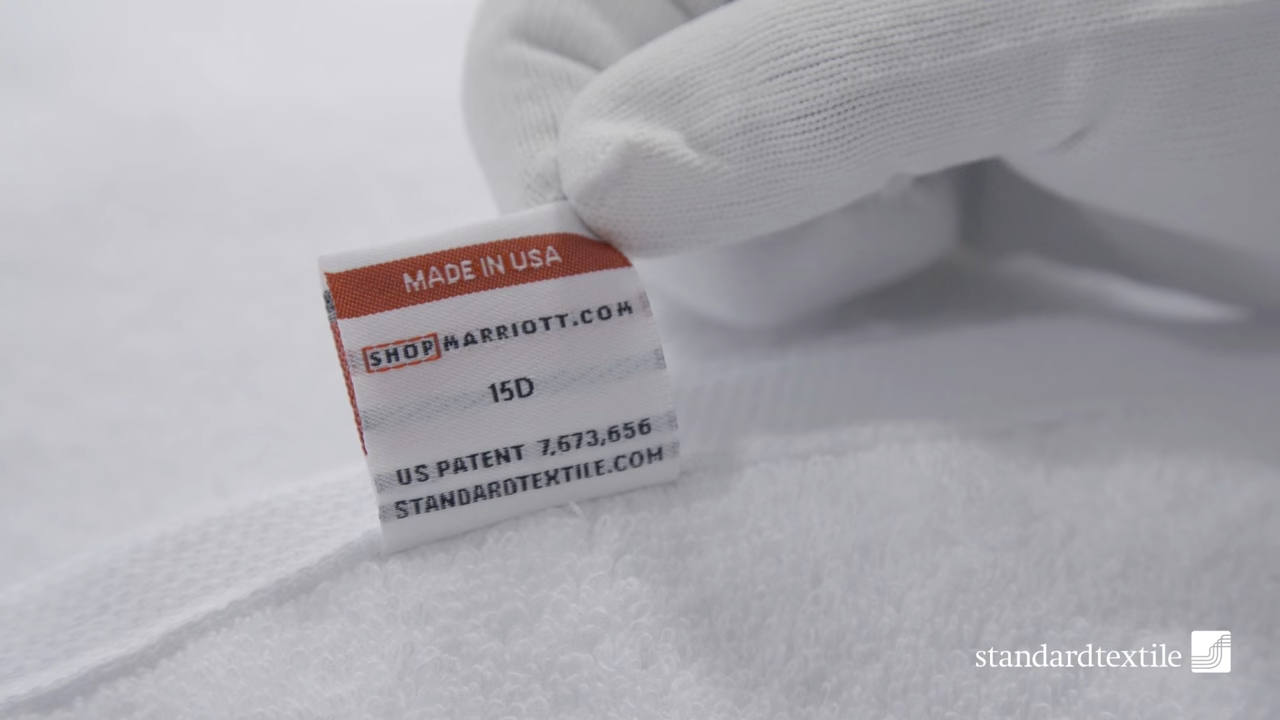 MADE IN USA
SHOPMARRIOTT.COM
15D
US PATENT 7,673,656
STANDARDTEXTILE.COM
standardtextile